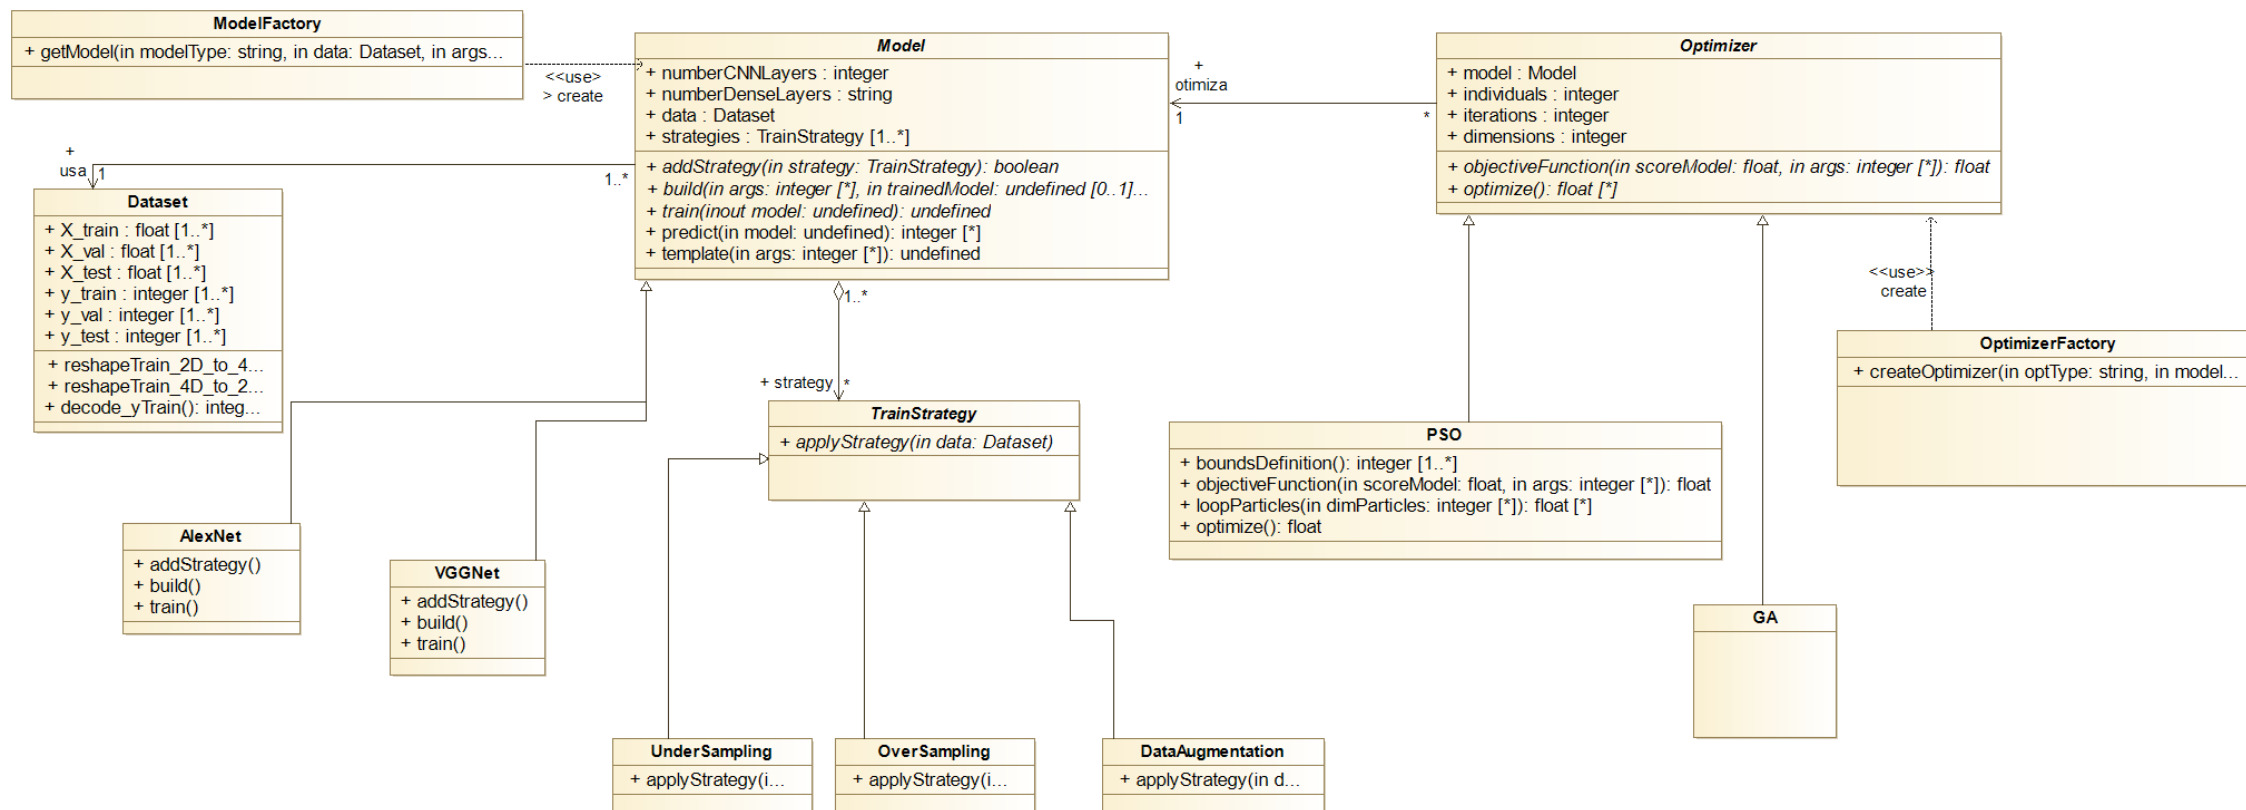 ModelFactory
+ getModel(in modelType: string, in data: Dataset, in args...
<<use>
> create
Model
+ numberCNNLayers : integer
+ numberDenseLayers : string
+ data : Dataset
+ strategies : TrainStrategy [1..*]
+ addStrategy(in strategy: TrainStrategy): boolean
+ build(in args: integer [*], in trainedModel: undefined [0..1]...
+ train(inout model: undefined): undefined
+ predict(in model: undefined): integer [*]
+ template(in args: integer [*]): undefined
+
otimiza
1
*
Optimizer
+ model : Model
+ individuals : integer
+ iterations : integer
+ dimensions : integer
+ objectiveFunction(in scoreModel: float, in args: integer [*]): float
+ optimize(): float [*]
+
usa
1
1..*
Dataset
+ X_train : float [1..*]
+ X_val : float [1..*]
+ X_test : float [1..*]
+ y_train : integer [1..*]
+ y_val : integer [1..*]
+ y_test : integer [1..*]
+ reshapeTrain_2D_to_4...
+ reshapeTrain_4D_to_2...
+ decode_yTrain(): integ...
1..*
+ strategy
*
<<use>>
create
OptimizerFactory
+ createOptimizer(in optType: string, in model...
TrainStrategy
+ applyStrategy(in data: Dataset)
PSO
+ boundsDefinition(): integer [1..*]
+ objectiveFunction(in scoreModel: float, in args: integer [*]): float
+ loopParticles(in dimParticles: integer [*]): float [*]
+ optimize(): float
AlexNet
+ addStrategy()
+ build()
+ train()
VGGNet
+ addStrategy()
+ build()
+ train()
GA
UnderSampling
+ applyStrategy(i...
OverSampling
+ applyStrategy(i...
DataAugmentation
+ applyStrategy(in d...